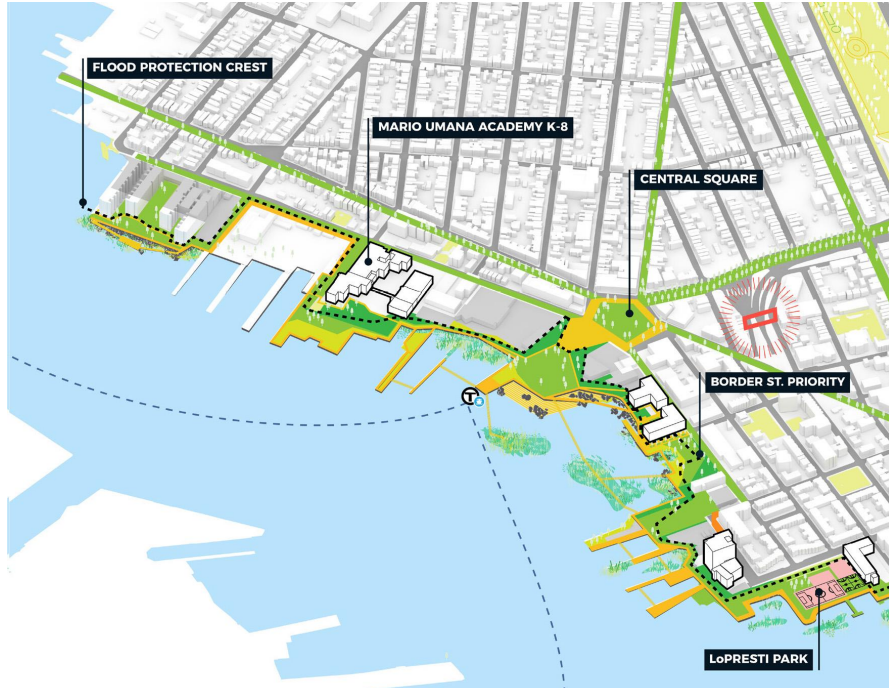 FLOOD PROTECTION CREST
MARIO UMANA ACADEMY K-8
CENTRAL SQUARE
T
BORDER ST. PRIORITY
LoPRESTI PARK